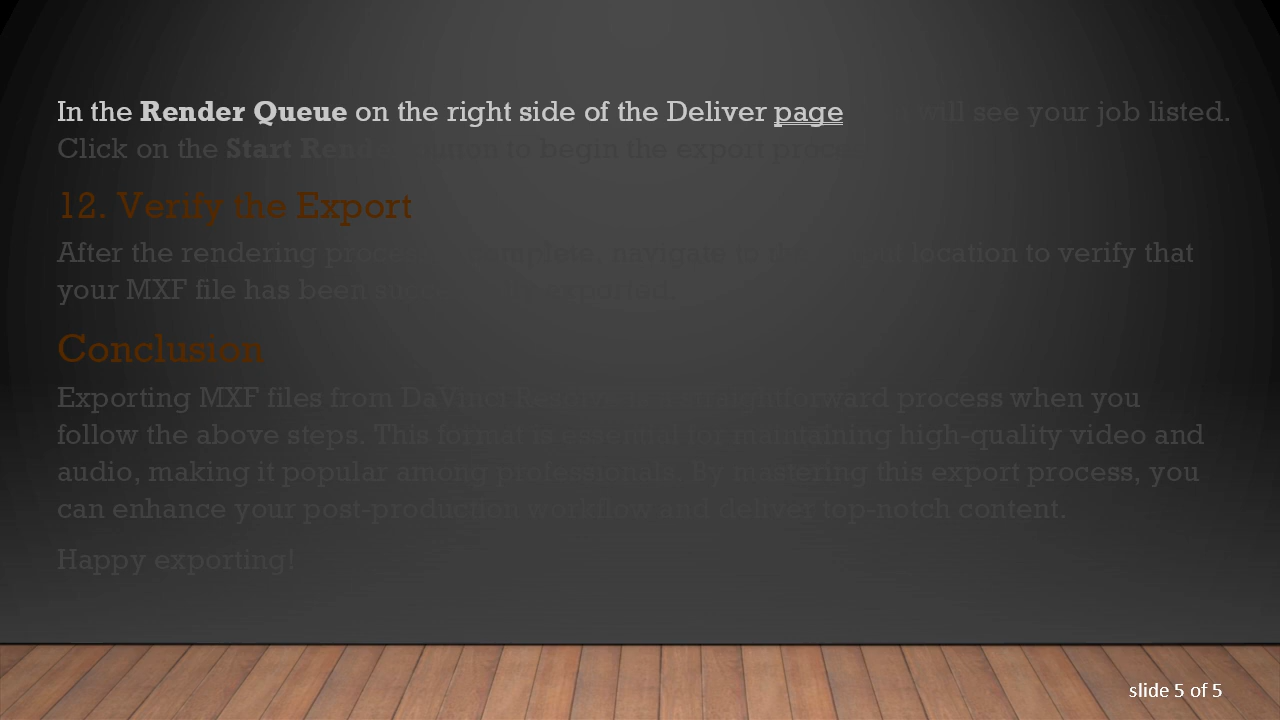 In the Render Queue on the right side of the Deliver page will see your job listed.
Click on the Start Render button to begin the export process
12. Verify the Export
After the rendering process is complete, navigate to the location to verify that
your MXF file has been successfully exported.
Conclusion
Exporting MXF files from DaVinci Resolve is a straightforward process when you
follow the above steps. This format is essential for maintaining high-quality video and
audio, making it popular among professionals. By mastering this export process, you
can enhance your post-production workflow and deliver top-notch content.
Happy exporting!
slide 5 of 5